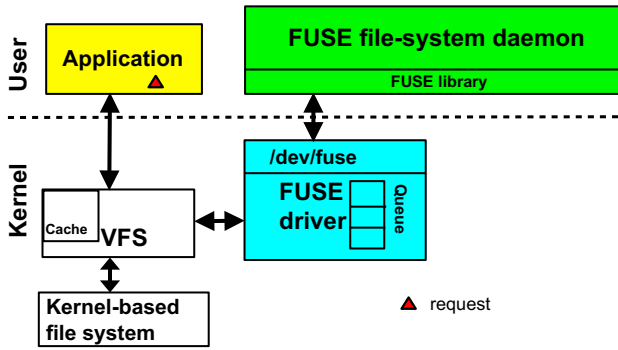 User
Application
FUSE file-system daemon
FUSE library
Kernel
/dev/fuse
FUSE
driver
Queue
Cache
VFS
Kernel-based
file system
request